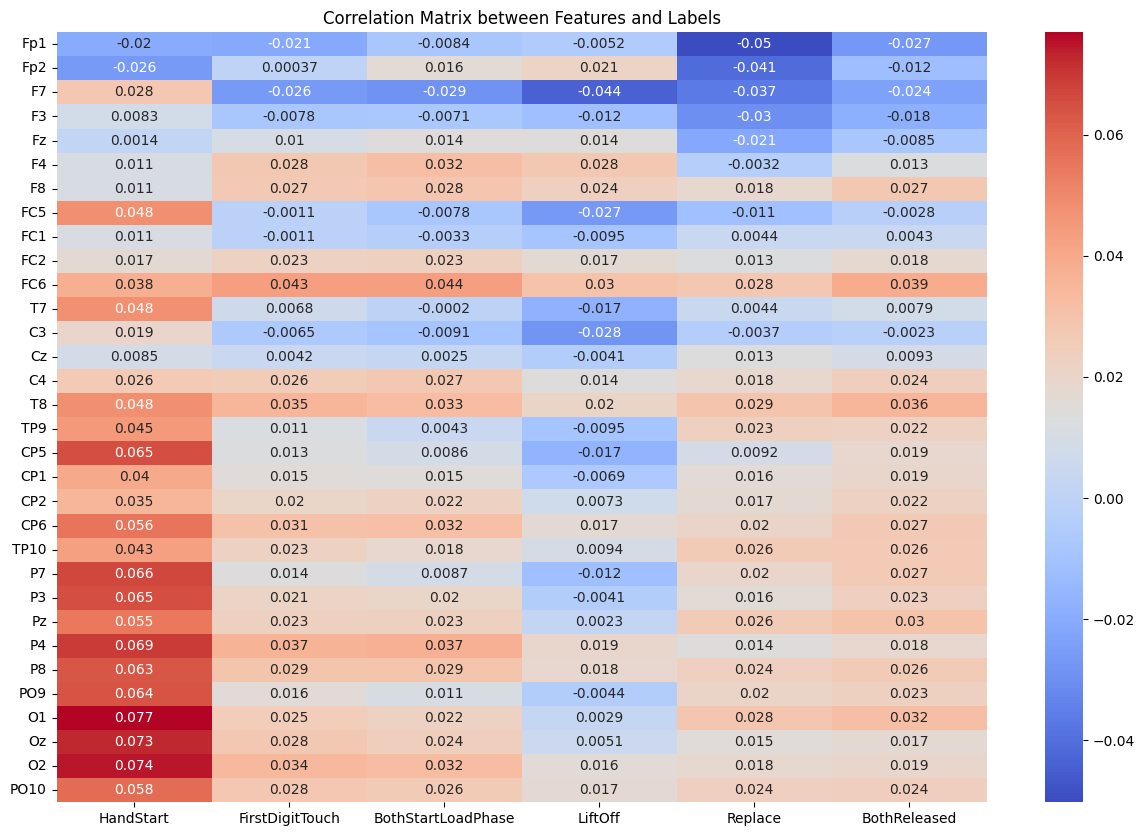 Correlation Matrix between Features and Labels
Fp1 -0.02 -0.021 -0.0084 -0.0052 -0.05 -0.027
Fp2 -0.026 0.00037 0.016 0.021 -0.041 -0.012
F7 0.028 -0.026 -0.029 -0.044 -0.037 -0.024
F3 0.0083 -0.0078 -0.0071 -0.012 -0.03 -0.018
Fz 0.0014 0.01 0.014 0.014 -0.021 -0.0085
F4 0.011 0.028 0.032 0.028 -0.0032 0.013
F8 0.011 0.027 0.028 0.024 0.018 0.027
FC5 0.048 -0.0011 -0.0078 -0.027 -0.011 -0.0028
FC1 0.011 -0.0011 -0.0033 -0.0095 0.0044 0.0043
FC2 0.017 0.023 0.023 0.017 0.013 0.018
FC6 0.038 0.043 0.044 0.03 0.028 0.039
T7 0.048 0.0068 -0.0002 -0.017 0.0044 0.0079
C3 0.019 -0.0065 -0.0091 -0.028 -0.0037 -0.0023
Cz 0.0085 0.0042 0.0025 -0.0041 0.013 0.0093
C4 0.026 0.026 0.027 0.014 0.018 0.024
T8 0.048 0.035 0.033 0.02 0.029 0.036
TP9 0.045 0.011 0.0043 -0.0095 0.023 0.022
CP5 0.065 0.013 0.0086 -0.017 0.0092 0.019
CP1 0.04 0.015 0.015 -0.0069 0.016 0.019
CP2 0.035 0.02 0.022 0.0073 0.017 0.022
CP6 0.056 0.031 0.032 0.017 0.02 0.027
TP10 0.043 0.023 0.018 0.0094 0.026 0.026
P7 0.066 0.014 0.0087 -0.012 0.02 0.027
P3 0.065 0.021 0.02 -0.0041 0.016 0.023
Pz 0.055 0.023 0.023 0.0023 0.026 0.03
P4 0.069 0.037 0.037 0.019 0.014 0.018
P8 0.063 0.029 0.029 0.018 0.024 0.026
PO9 0.064 0.016 0.011 -0.0044 0.02 0.023
O1 0.077 0.025 0.022 0.0029 0.028 0.032
Oz 0.073 0.028 0.024 0.0051 0.015 0.017
O2 0.074 0.034 0.032 0.016 0.018 0.019
PO10 0.058 0.028 0.026 0.017 0.024 0.024
HandStart FirstDigitTouch BothStartLoadPhase LiftOff Replace BothReleased
0.06
0.04
0.02
0.00
−0.02
−0.04